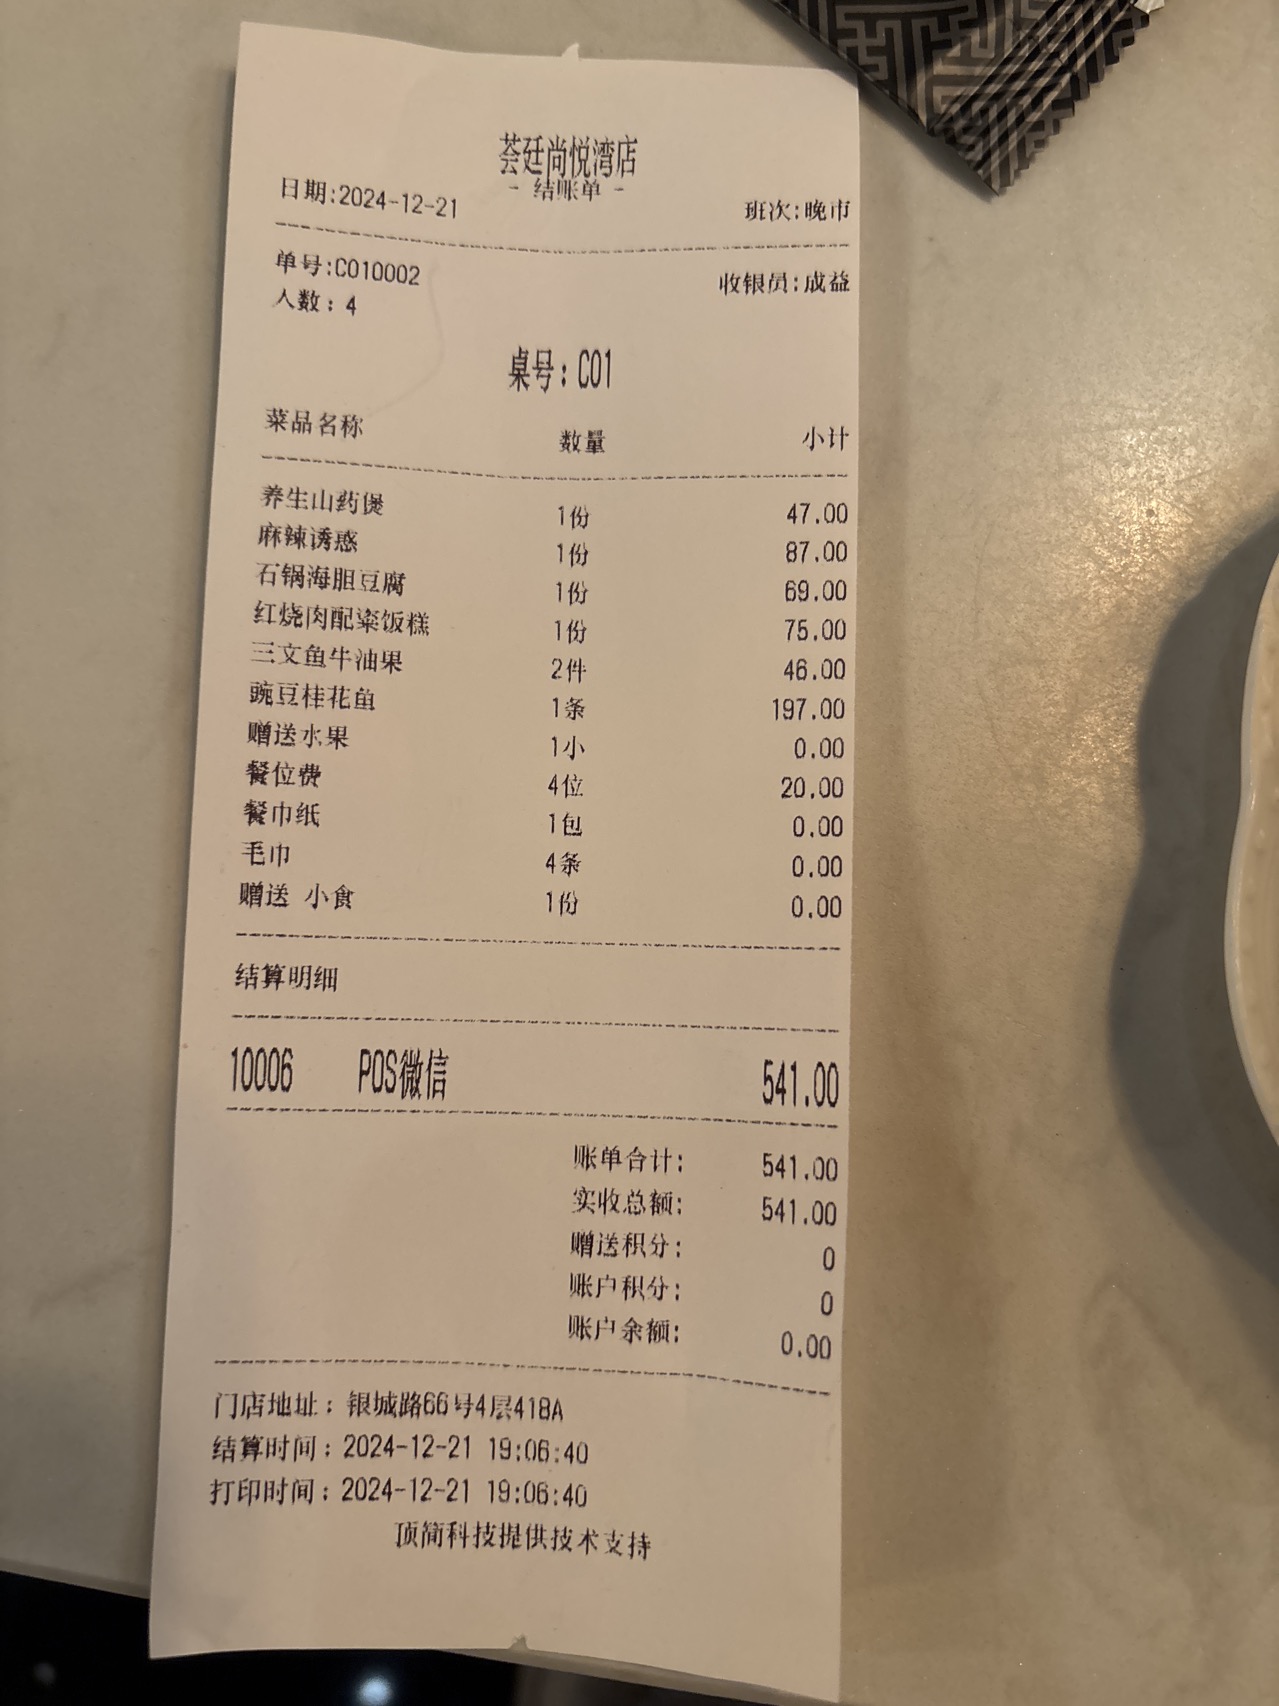 荟廷尚悦湾店
- 结账单 -
日期:2024-12-21 班次:晚市
单号:C010002 收银员:成益
人数:4
桌号:C01
菜品名称 数量 小计
养生山药煲 1份 47.00
麻辣诱惑 1份 87.00
石锅海胆豆腐 1份 69.00
红烧肉配粢饭糕 1份 75.00
三文鱼牛油果 2件 46.00
豌豆桂花鱼 1条 197.00
赠送水果 1小 0.00
餐位费 4位 20.00
餐巾纸 1包 0.00
毛巾 4条 0.00
赠送 小食 1份 0.00
结算明细
10006 POS微信 541.00
账单合计: 541.00
实收总额: 541.00
赠送积分: 0
账户积分: 0
账户余额: 0.00
门店地址:银城路66号4层418A
结算时间:2024-12-21 19:06:40
打印时间:2024-12-21 19:06:40
顶简科技提供技术支持